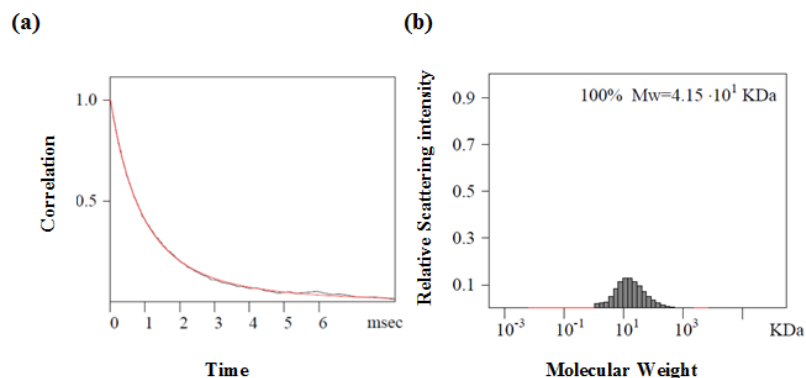 (a)
Correlation
1.0
0.5
0 1 2 3 4 5 6 msec
Time
(b)
Relative Scattering intensity
100% Mw=4.15 ·10¹ KDa
0.9
0.7
0.5
0.3
0.1
10⁻³ 10⁻¹ 10¹ 10³ KDa
Molecular Weight